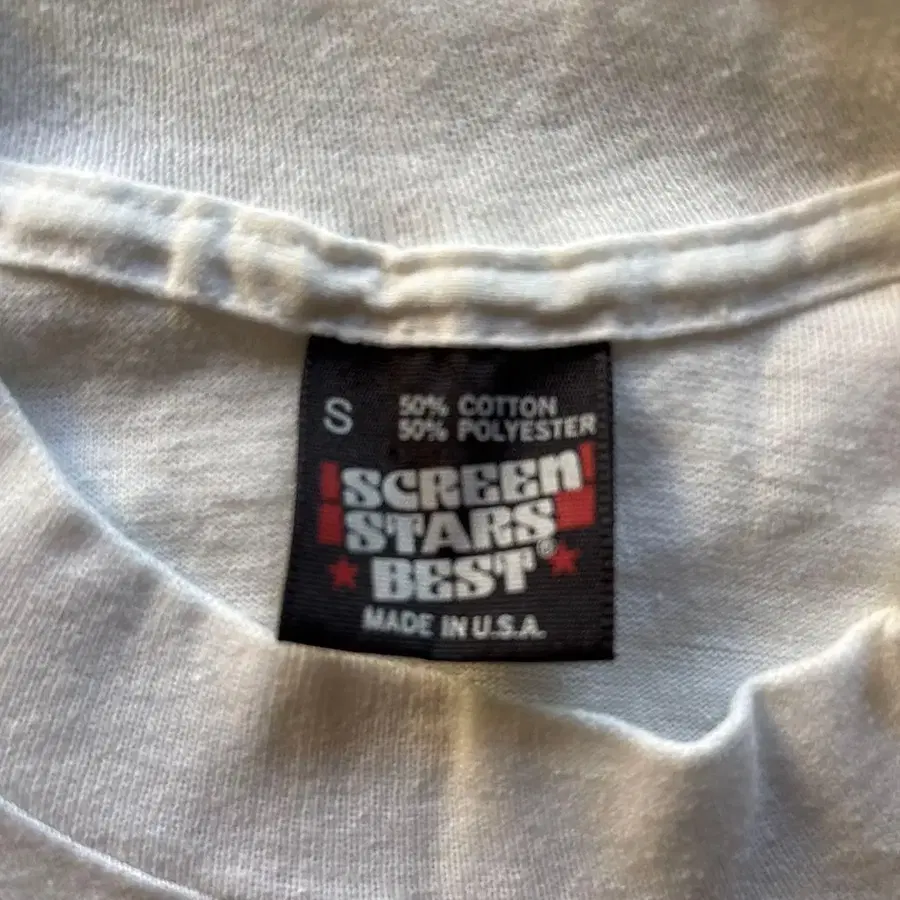 S
50% COTTON
50% POLYESTER
SCREEN
STARS
BEST®
MADE IN U.S.A.